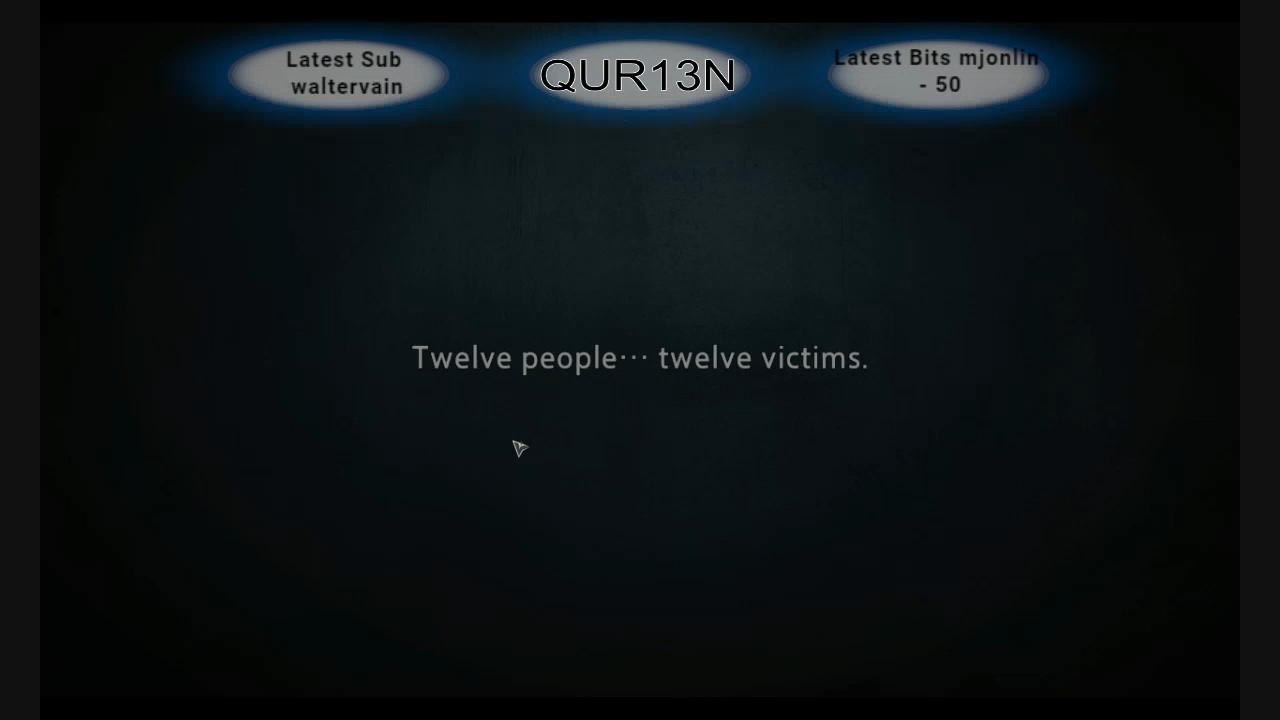 Latest Sub
waltervain
QUR13N
Latest Bits mjonlin
- 50
Twelve people··· twelve victims.